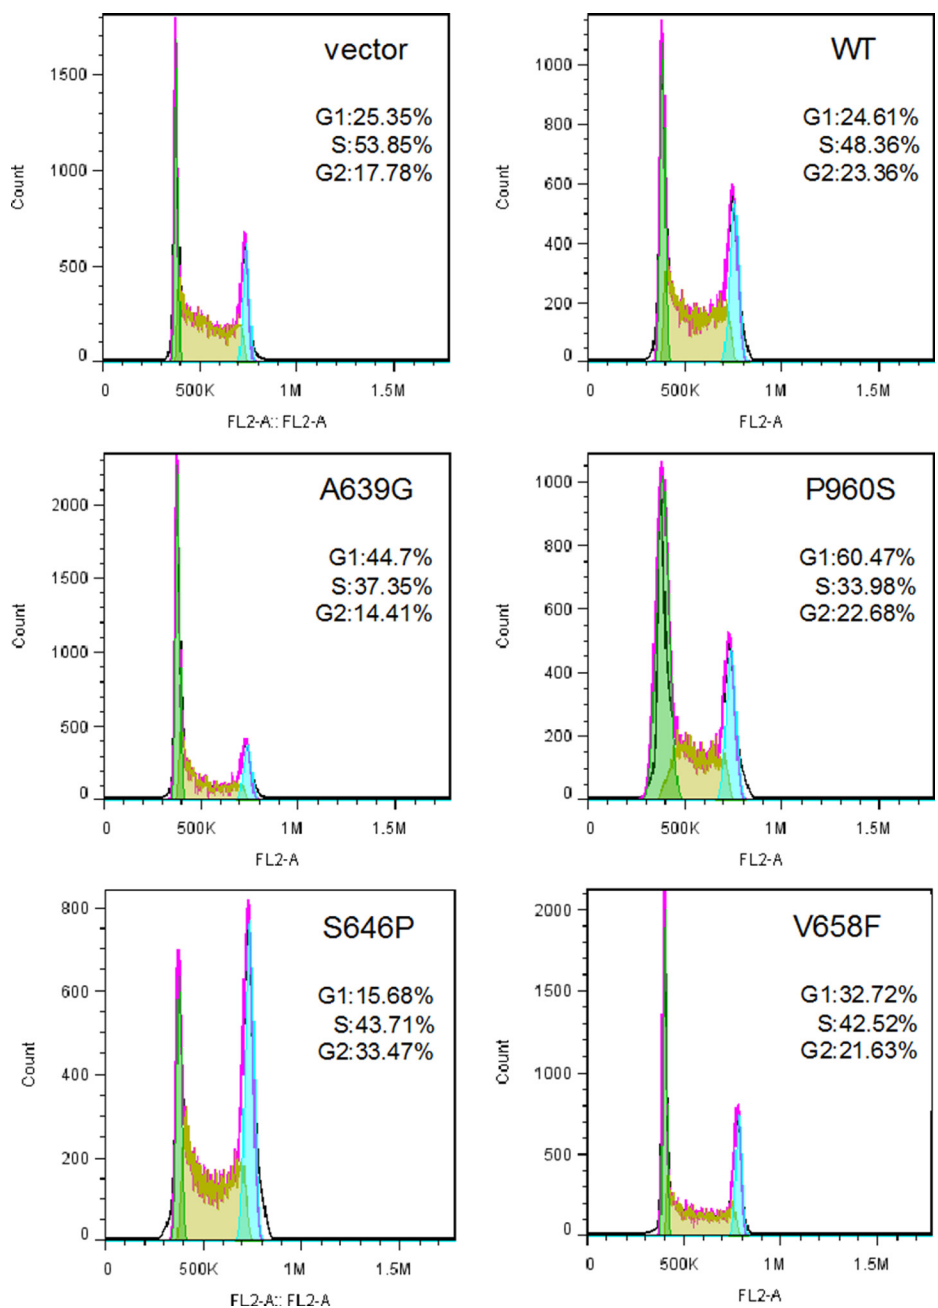 vector
G1:25.35%
S:53.85%
G2:17.78%
1500
1000
500
0
Count
0 500K 1M 1.5M
FL2-A:: FL2-A
WT
G1:24.61%
S:48.36%
G2:23.36%
1000
800
600
400
200
0
Count
0 500K 1M 1.5M
FL2-A
A639G
G1:44.7%
S:37.35%
G2:14.41%
2000
1500
1000
500
0
Count
0 500K 1M 1.5M
FL2-A
P960S
G1:60.47%
S:33.98%
G2:22.68%
1000
800
600
400
200
0
Count
0 500K 1M 1.5M
FL2-A
S646P
G1:15.68%
S:43.71%
G2:33.47%
800
600
400
200
0
Count
0 500K 1M 1.5M
FL2-A:: FL2-A
V658F
G1:32.72%
S:42.52%
G2:21.63%
2000
1500
1000
500
0
Count
0 500K 1M 1.5M
FL2-A